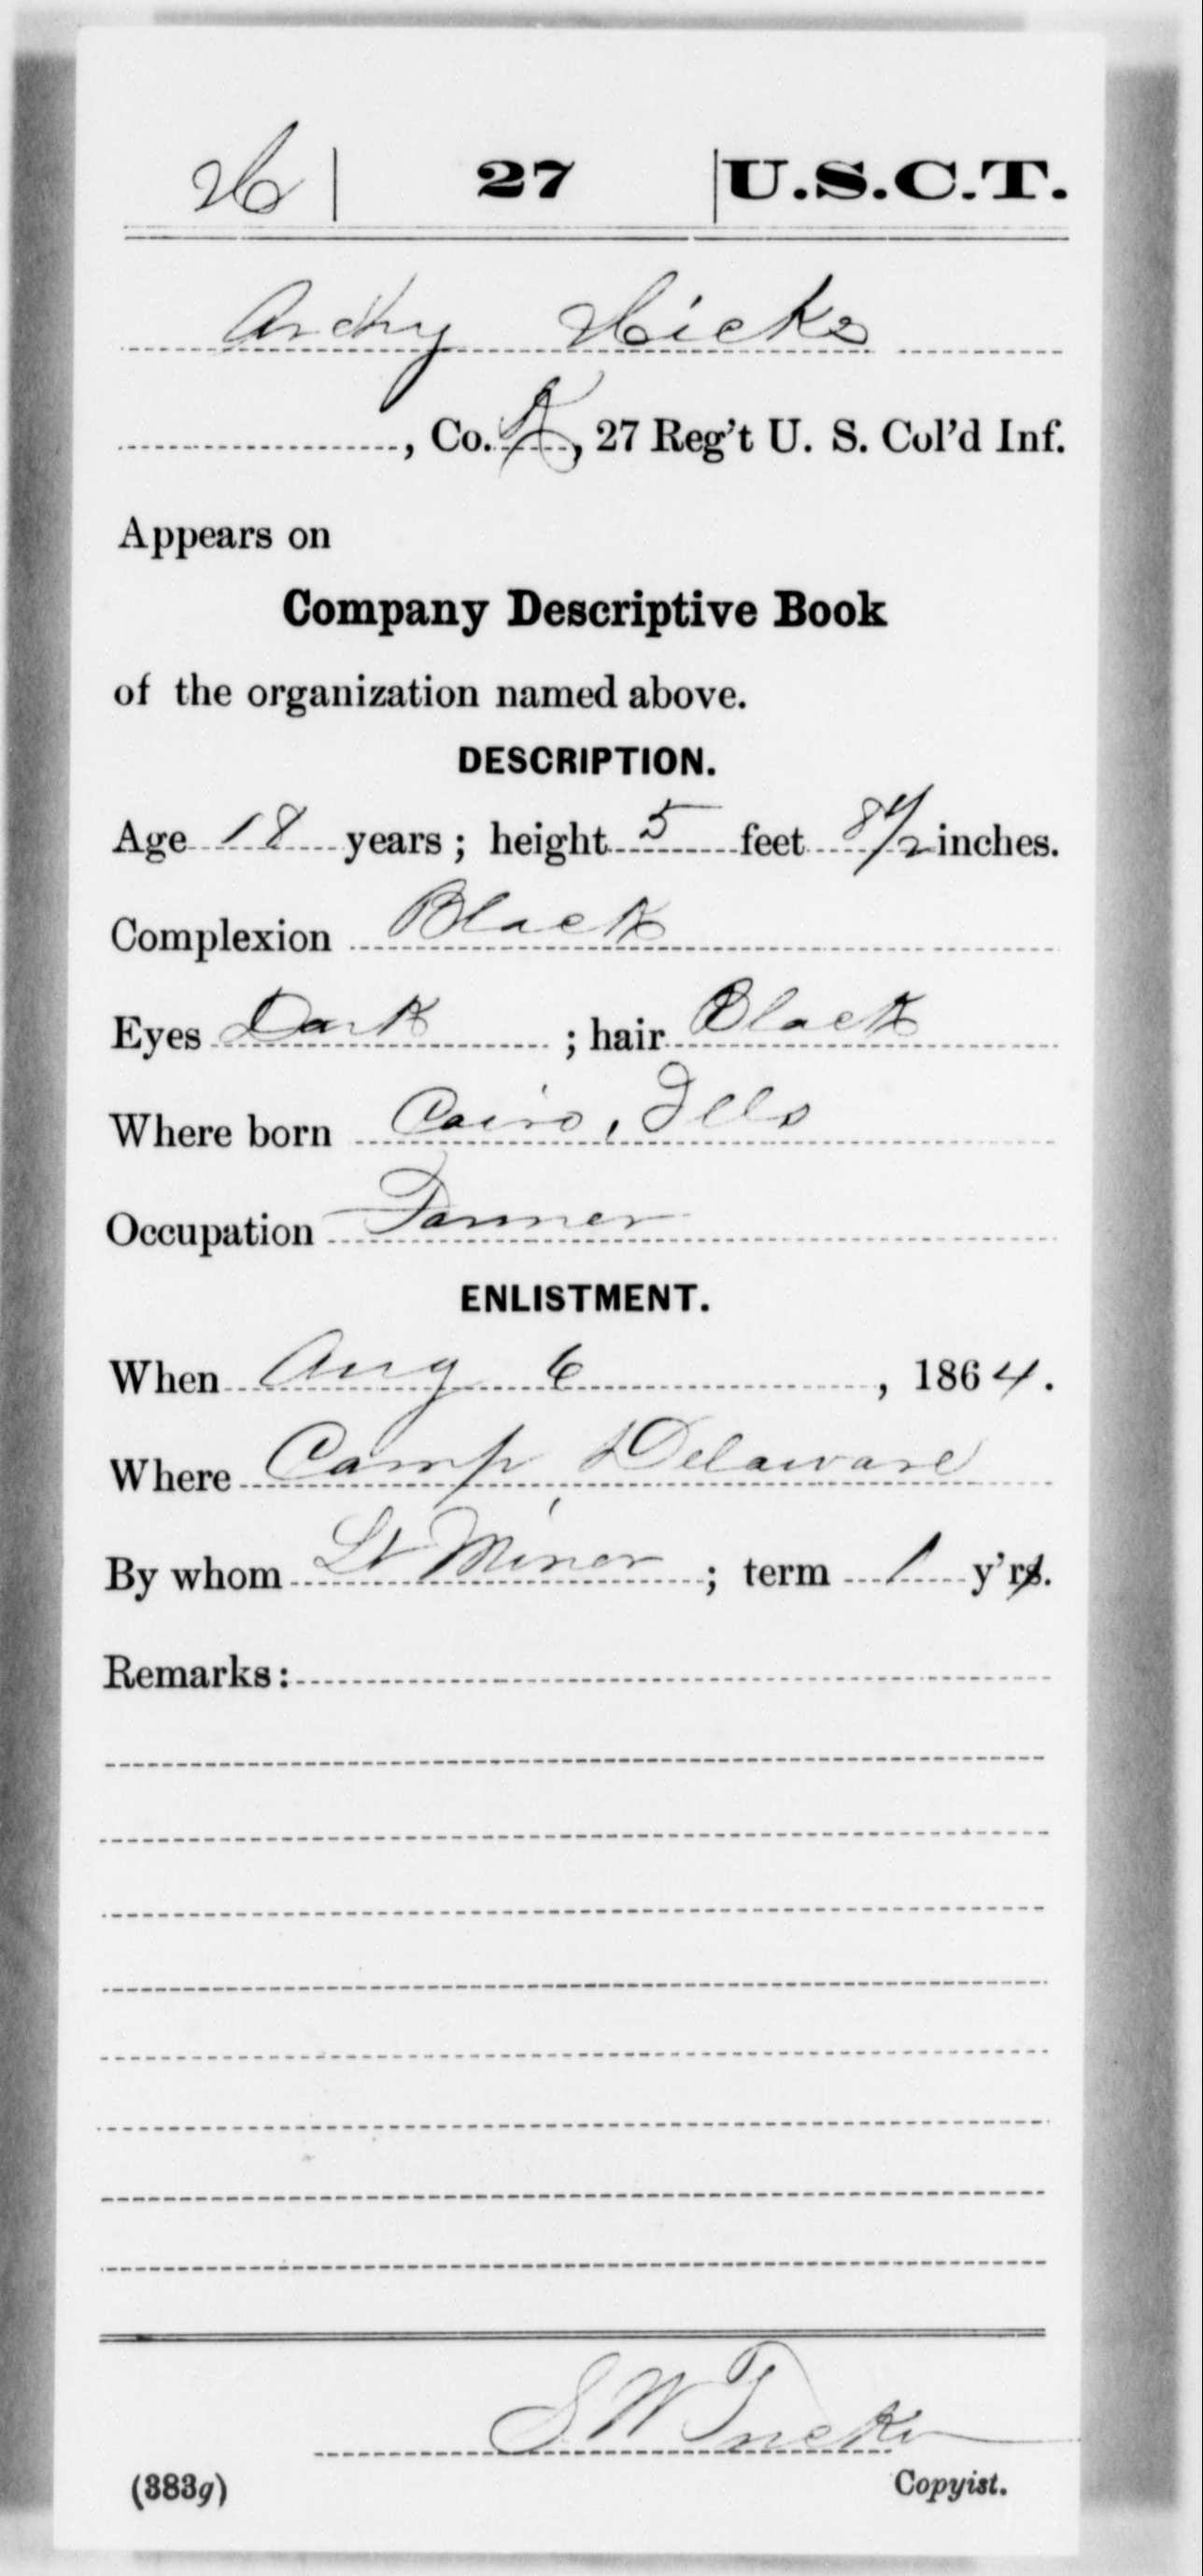 H | 27 | U.S.C.T.
Archy Hicks
, Co. A, 27 Reg't U. S. Col'd Inf.
Appears on
Company Descriptive Book
of the organization named above.
DESCRIPTION.
Age 18 years; height 5 feet 8 1/2 inches.
Complexion Black
Eyes Dark ; hair Black
Where born Cairo, Ills
Occupation Farmer
ENLISTMENT.
When Aug 6, 1864.
Where Camp Delaware
By whom Lt Miner; term 1 y'rs.
Remarks:
S W Tucker
(383g) Copyist.